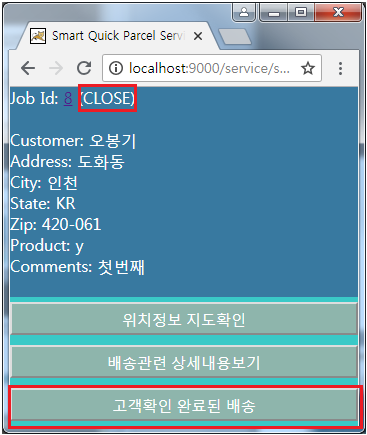 Smart Quick Parcel Servi
localhost:9000/service/s...
Job Id: 8 (CLOSE)
Customer: 오봉기
Address: 도화동
City: 인천
State: KR
Zip: 420-061
Product: y
Comments: 첫번째
위치정보 지도확인
배송관련 상세내용보기
고객확인 완료된 배송